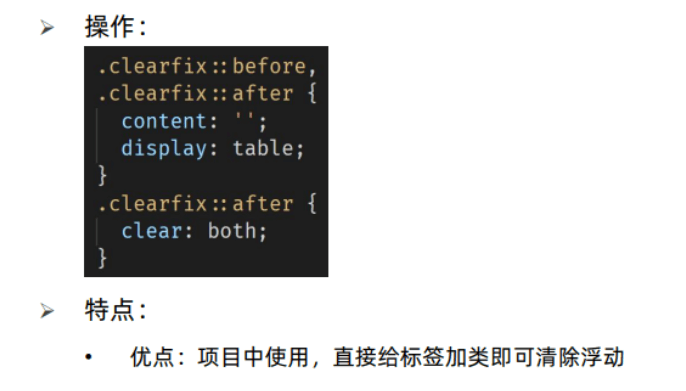 ➢ 操作：
.clearfix::before,
.clearfix::after {
content: '';
display: table;
}
.clearfix::after {
clear: both;
}
➢ 特点：
• 优点：项目中使用，直接给标签加类即可清除浮动